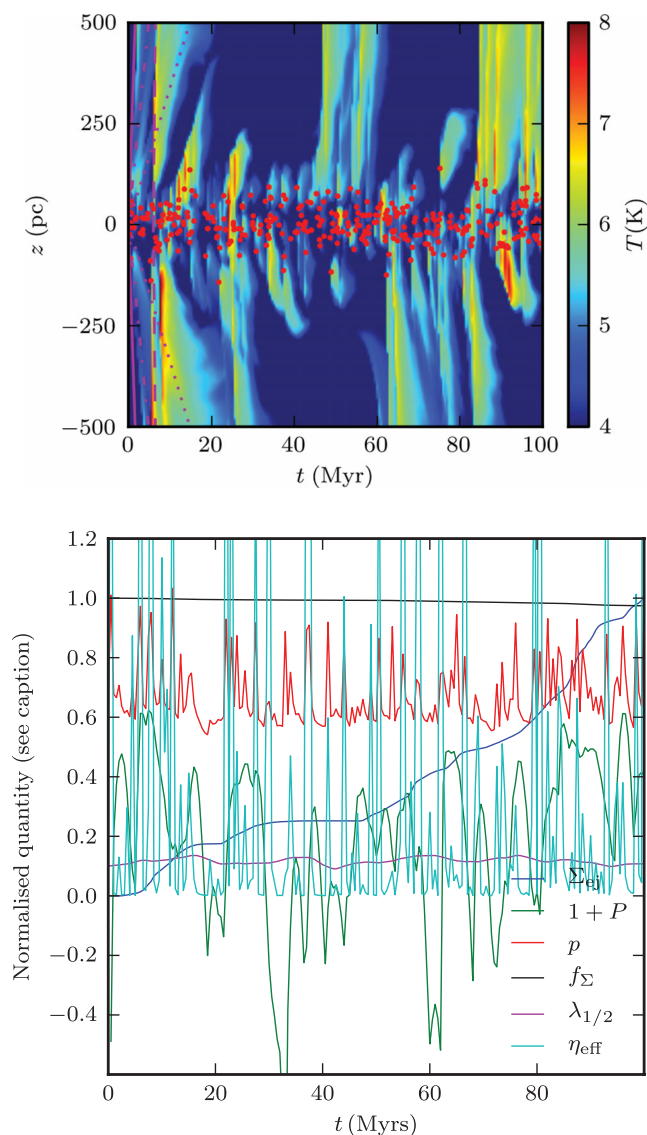 500
250
0
−250
−500
z (pc)
0 20 40 60 80 100
t (Myr)
8
7
6
5
4
T(K)
1.2
1.0
0.8
0.6
0.4
0.2
0.0
−0.2
−0.4
Normalised quantity (see caption)
Σej
1 + P
p
fΣ
λ1/2
ηeff
0 20 40 60 80
t (Myrs)